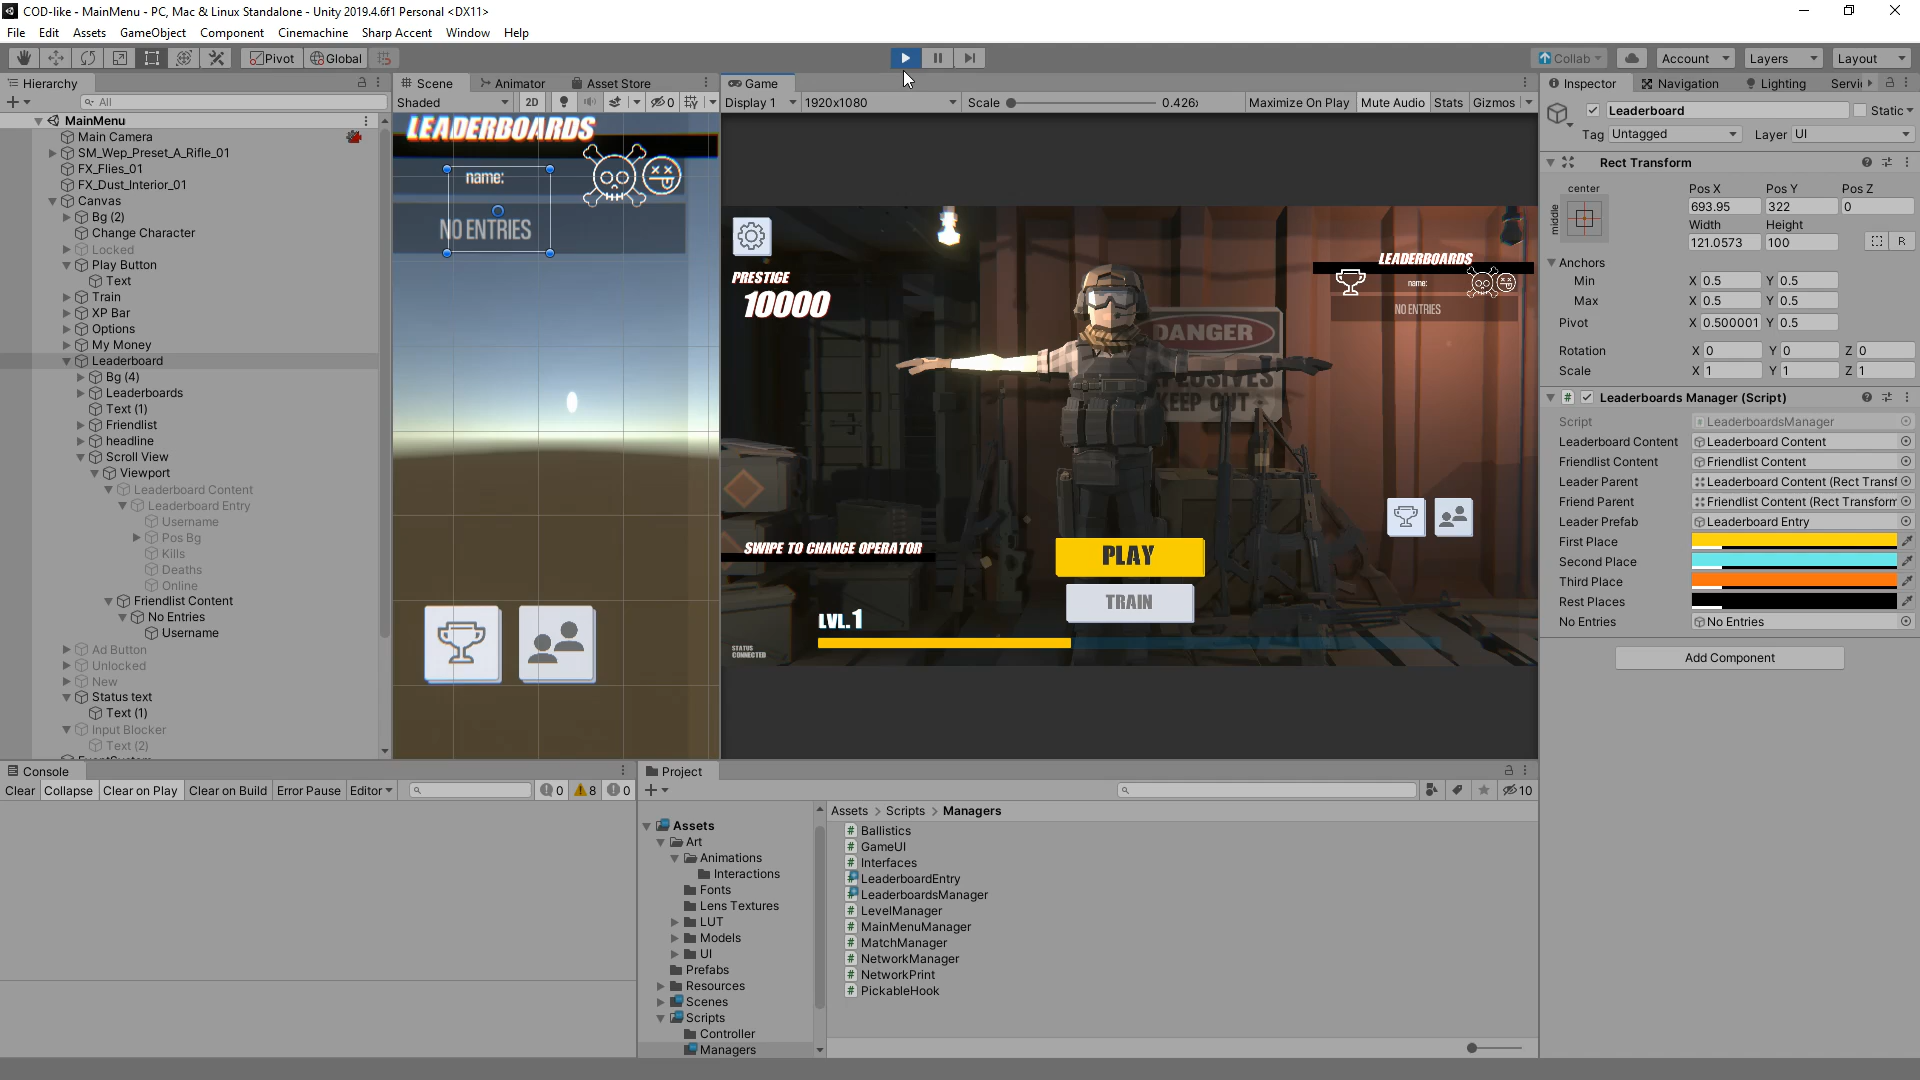 COD-like - MainMenu - PC, Mac & Linux Standalone - Unity 2019.4.6f1 Personal <DX11>
File Edit Assets GameObject Component Cinemachine Sharp Accent Window Help
Pivot Global Collab Account Layers Layout
Hierarchy
All
MainMenu
Main Camera
SM_Wep_Preset_A_Rifle_01
FX_Flies_01
FX_Dust_Interior_01
Canvas
Bg (2)
Change Character
Locked
Play Button
Text
Train
XP Bar
Options
My Money
Leaderboard
Bg (4)
Leaderboards
Text (1)
Friendlist
headline
Scroll View
Viewport
Leaderboard Content
Leaderboard Entry
Username
Pos Bg
Kills
Deaths
Online
Friendlist Content
No Entries
Username
Ad Button
Unlocked
New
Status text
Text (1)
Input Blocker
Text (2)
Scene Animator Asset Store
Shaded 2D 0
LEADERBOARDS
name:
NO ENTRIES
Game
Display 1 1920x1080 Scale 0.426 Maximize On Play Mute Audio Stats Gizmos
PRESTIGE
10000
LEADERBOARDS
name:
NO ENTRIES
DANGER
EXPLOSIVES
KEEP OUT
SWIPE TO CHANGE OPERATOR
PLAY
TRAIN
LVL.1
STATUS
CONNECTED
Inspector Navigation Lighting Servi
Leaderboard Static
Tag Untagged Layer UI
Rect Transform
center
middle
Pos X Pos Y Pos Z
693.95 322 0
Width Height
121.0573 100 R
Anchors
Min X 0.5 Y 0.5
Max X 0.5 Y 0.5
Pivot X 0.500001 Y 0.5
Rotation X 0 Y 0 Z 0
Scale X 1 Y 1 Z 1
# Leaderboards Manager (Script)
Script LeaderboardsManager
Leaderboard Content Leaderboard Content
Friendlist Content Friendlist Content
Leader Parent Leaderboard Content (Rect Transf
Friend Parent Friendlist Content (Rect Transform
Leader Prefab Leaderboard Entry
First Place
Second Place
Third Place
Rest Places
No Entries No Entries
Add Component
Console
Clear Collapse Clear on Play Clear on Build Error Pause Editor 0 8 0
Project
10
Assets
Art
Animations
Interactions
Fonts
Lens Textures
LUT
Models
UI
Prefabs
Resources
Scenes
Scripts
Controller
Managers
Assets > Scripts > Managers
Ballistics
GameUI
Interfaces
LeaderboardEntry
LeaderboardsManager
LevelManager
MainMenuManager
MatchManager
NetworkManager
NetworkPrint
PickableHook